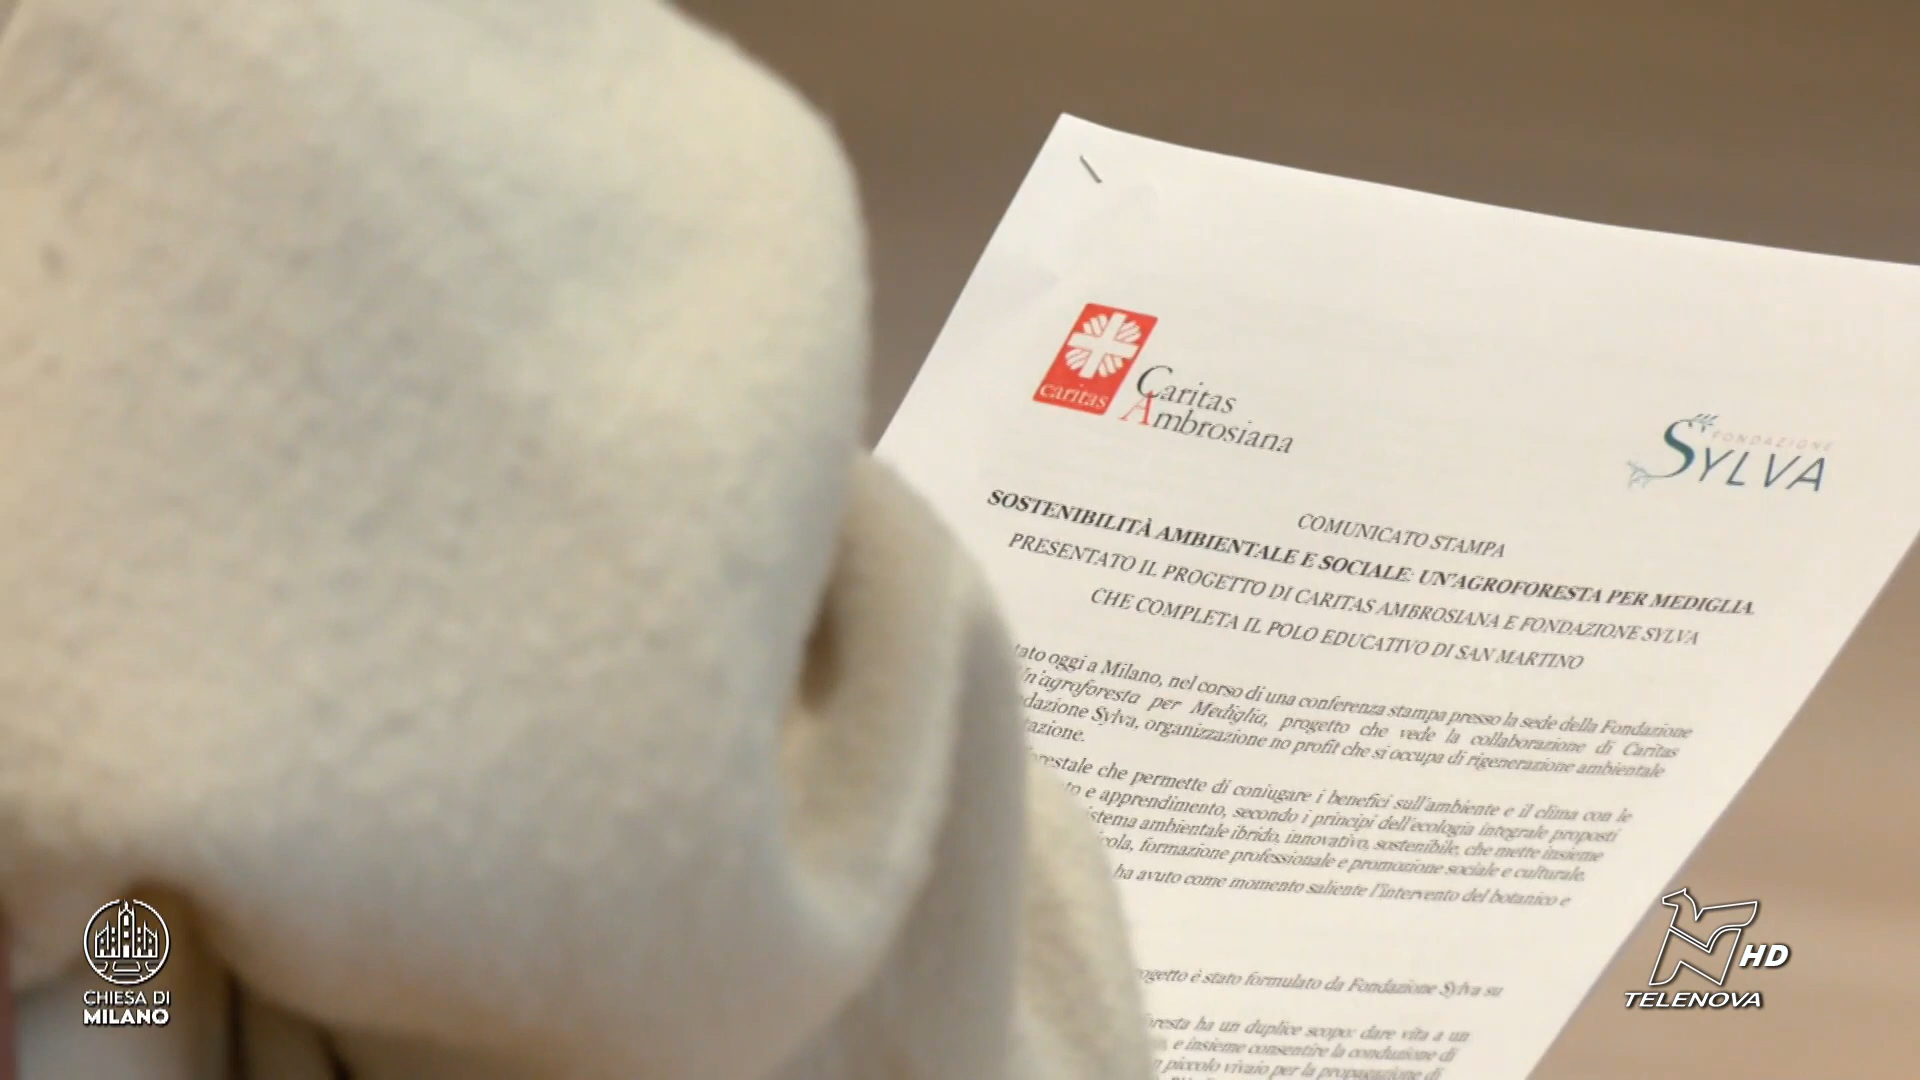 caritas
Caritas
Ambrosiana
FONDAZIONE
SYLVA
COMUNICATO STAMPA
SOSTENIBILITÀ AMBIENTALE E SOCIALE: UN'AGROFORESTA PER MEDIGLIA
PRESENTATO IL PROGETTO DI CARITAS AMBROSIANA E FONDAZIONE SYLVA
CHE COMPLETA IL POLO EDUCATIVO DI SAN MARTINO
tato oggi a Milano, nel corso di una conferenza stampa presso la sede della Fondazione
Un'agroforesta per Mediglia, progetto che vede la collaborazione di Caritas
dazione Sylva, organizzazione no profit che si occupa di rigenerazione ambientale
tazione.
orestale che permette di coniugare i benefici sull'ambiente e il clima con le
to e apprendimento, secondo i principi dell'ecologia integrale proposti
istema ambientale ibrido, innovativo, sostenibile, che mette insieme
cola, formazione professionale e promozione sociale e culturale.
ha avuto come momento saliente l'intervento del botanico e
rogetto è stato formulato da Fondazione Sylva su
oresta ha un duplice scopo: dare vita a un
, e insieme consentire la conduzione di
n piccolo vivaio per la propagazione di
CHIESA DI
MILANO
HD
TELENOVA